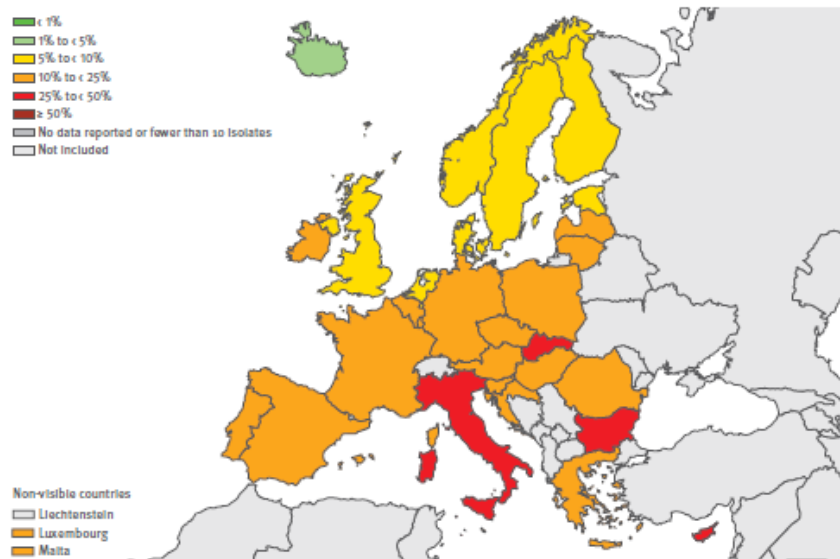 < 1%
1% to < 5%
5% to < 10%
10% to < 25%
25% to < 50%
≥ 50%
No data reported or fewer than 10 isolates
Not included
Non-visible countries
Liechtenstein
Luxembourg
Malta